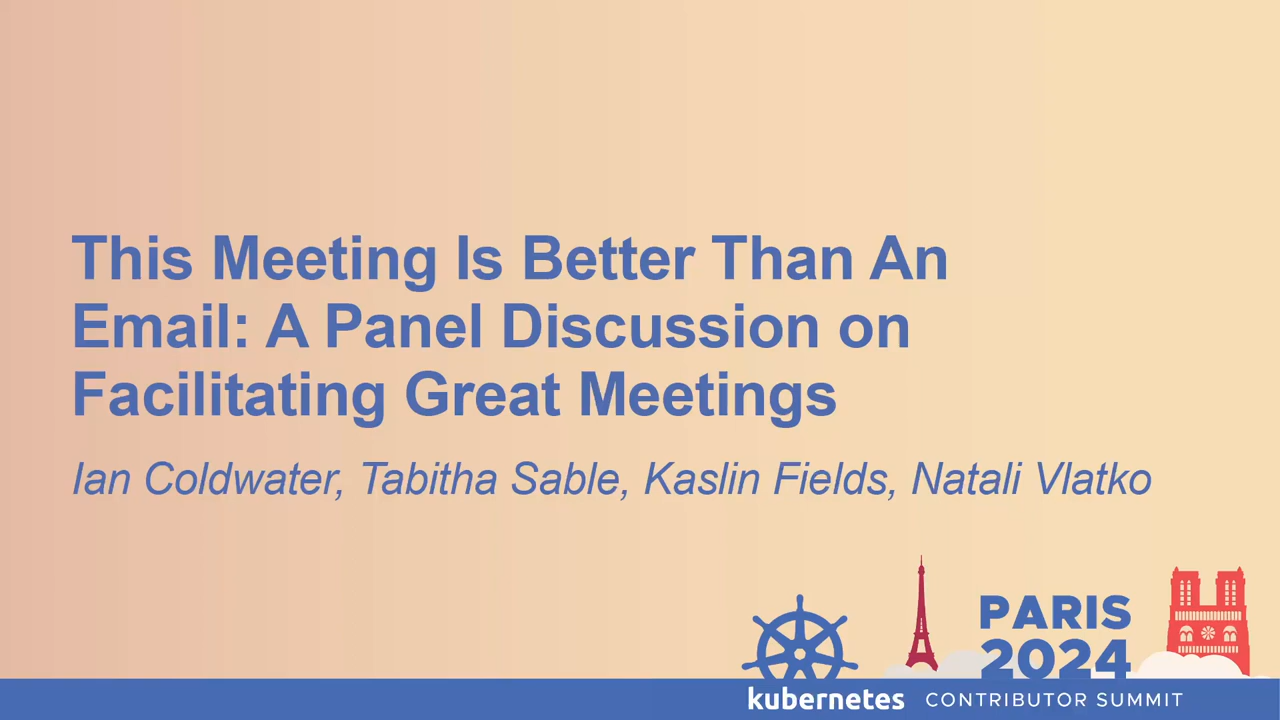 This Meeting Is Better Than An
Email: A Panel Discussion on
Facilitating Great Meetings
Ian Coldwater, Tabitha Sable, Kaslin Fields, Natali Vlatko
PARIS
2024
kubernetes CONTRIBUTOR SUMMIT